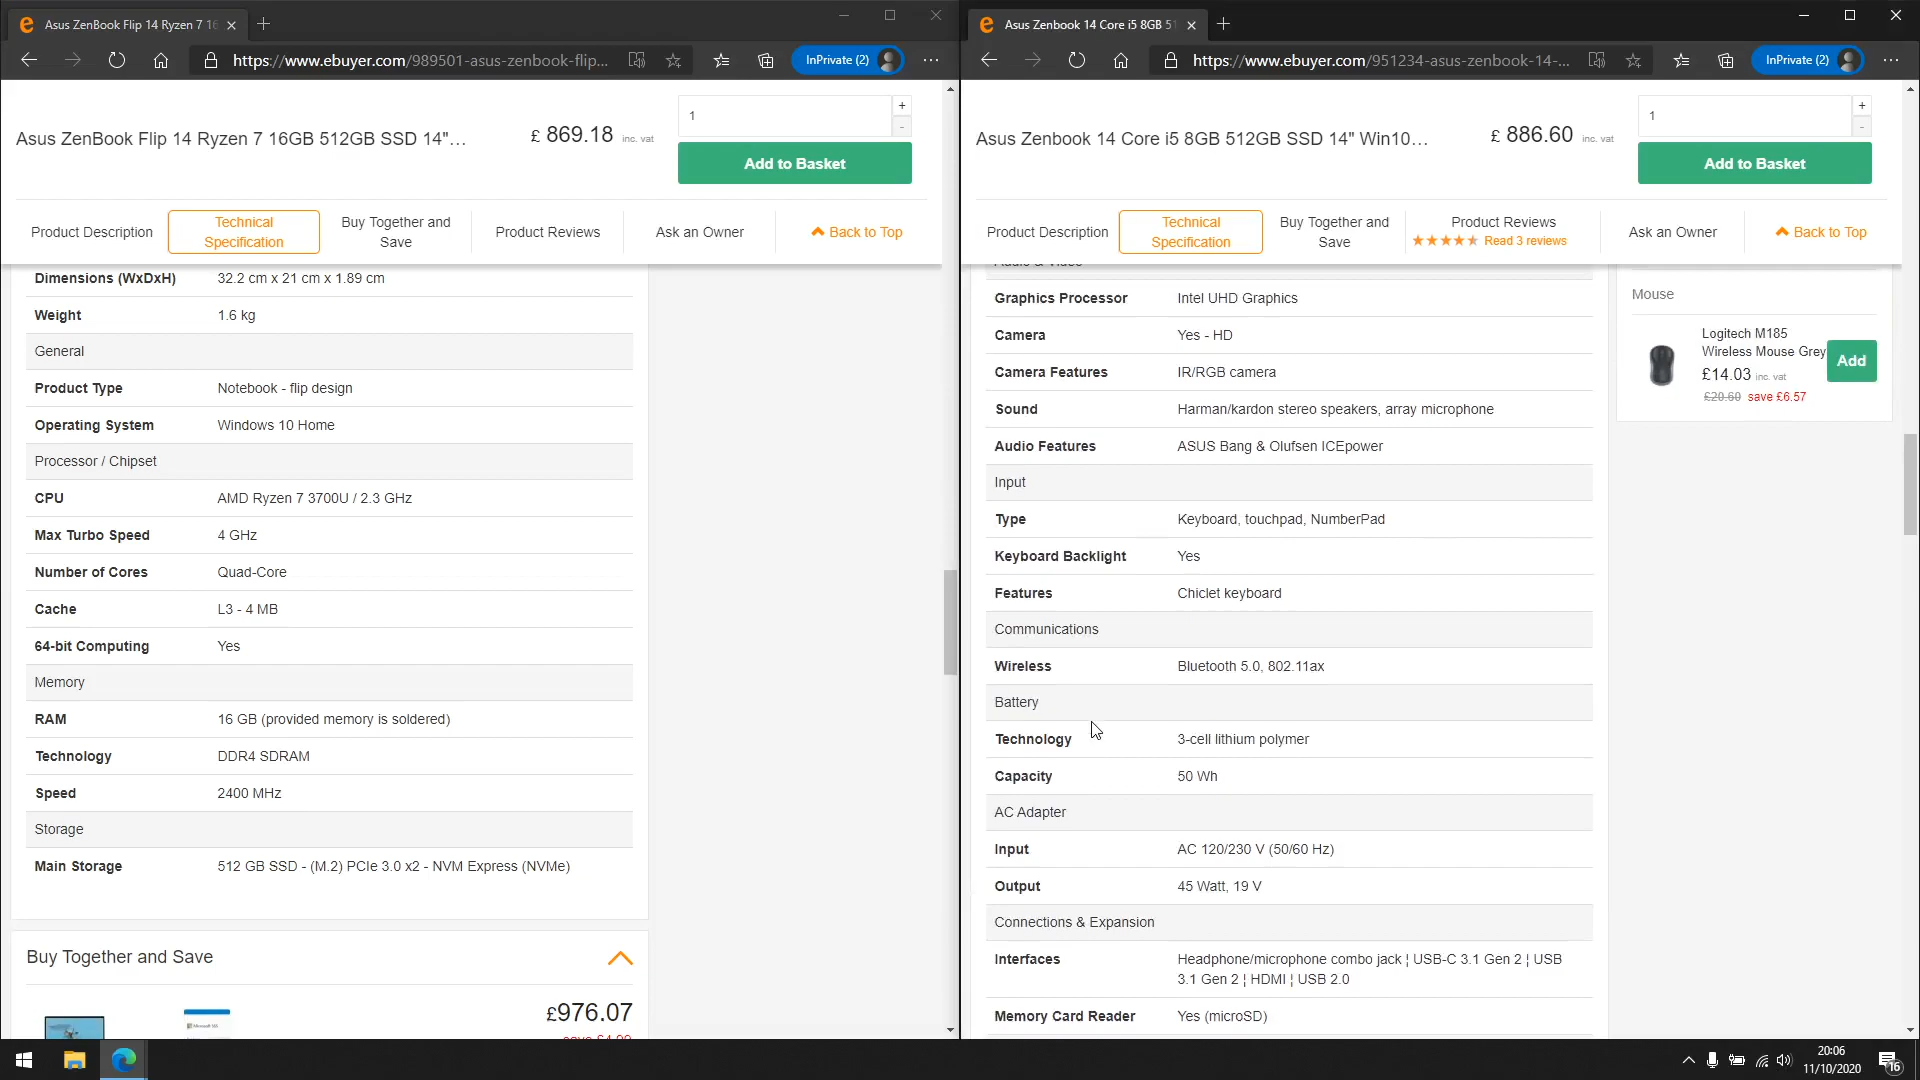 Asus ZenBook Flip 14 Ryzen 7 16
https://www.ebuyer.com/989501-asus-zenbook-flip...
InPrivate (2)
Asus ZenBook Flip 14 Ryzen 7 16GB 512GB SSD 14"...
£ 869.18 inc. vat
1
+
-
Add to Basket
Product Description
Technical
Specification
Buy Together and
Save
Product Reviews
Ask an Owner
Back to Top
Dimensions (WxDxH) 32.2 cm x 21 cm x 1.89 cm
Weight 1.6 kg
General
Product Type Notebook - flip design
Operating System Windows 10 Home
Processor / Chipset
CPU AMD Ryzen 7 3700U / 2.3 GHz
Max Turbo Speed 4 GHz
Number of Cores Quad-Core
Cache L3 - 4 MB
64-bit Computing Yes
Memory
RAM 16 GB (provided memory is soldered)
Technology DDR4 SDRAM
Speed 2400 MHz
Storage
Main Storage 512 GB SSD - (M.2) PCIe 3.0 x2 - NVM Express (NVMe)
Buy Together and Save
£976.07
Asus Zenbook 14 Core i5 8GB 51
https://www.ebuyer.com/951234-asus-zenbook-14-...
InPrivate (2)
Asus Zenbook 14 Core i5 8GB 512GB SSD 14" Win10...
£ 886.60 inc. vat
1
+
-
Add to Basket
Product Description
Technical
Specification
Buy Together and
Save
Product Reviews
Read 3 reviews
Ask an Owner
Back to Top
Graphics Processor Intel UHD Graphics
Camera Yes - HD
Camera Features IR/RGB camera
Sound Harman/kardon stereo speakers, array microphone
Audio Features ASUS Bang & Olufsen ICEpower
Input
Type Keyboard, touchpad, NumberPad
Keyboard Backlight Yes
Features Chiclet keyboard
Communications
Wireless Bluetooth 5.0, 802.11ax
Battery
Technology 3-cell lithium polymer
Capacity 50 Wh
AC Adapter
Input AC 120/230 V (50/60 Hz)
Output 45 Watt, 19 V
Connections & Expansion
Interfaces Headphone/microphone combo jack ¦ USB-C 3.1 Gen 2 ¦ USB
3.1 Gen 2 ¦ HDMI ¦ USB 2.0
Memory Card Reader Yes (microSD)
Mouse
Logitech M185
Wireless Mouse Grey
£14.03 inc. vat
£20.60 save £6.57
Add
20:06
11/10/2020
16